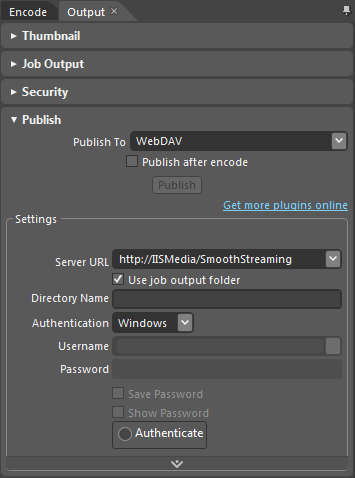 Encode Output
Thumbnail
Job Output
Security
Publish
Publish To WebDAV
Publish after encode
Publish
Get more plugins online
Settings
Server URL http://IISMedia/SmoothStreaming
Use job output folder
Directory Name
Authentication Windows
Username
Password
Save Password
Show Password
Authenticate